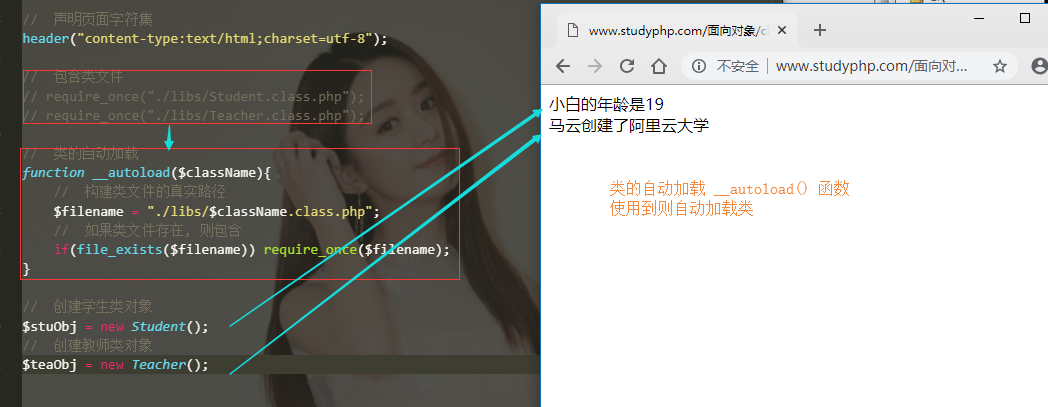 // 声明页面字符集
header("content-type:text/html;charset=utf-8");
// 包含类文件
// require_once("./libs/Student.class.php");
// require_once("./libs/Teacher.class.php");
// 类的自动加载
function __autoload($className){
// 构建类文件的真实路径
$filename = "./libs/$className.class.php";
// 如果类文件存在, 则包含
if(file_exists($filename)) require_once($filename);
}
// 创建学生类对象
$stuObj = new Student();
// 创建教师类对象
$teaObj = new Teacher();
www.studyphp.com/面向对象/cl
不安全 | www.studyphp.com/面向对...
小白的年龄是19
马云创建了阿里云大学
类的自动加载 __autoload() 函数
使用到则自动加载类